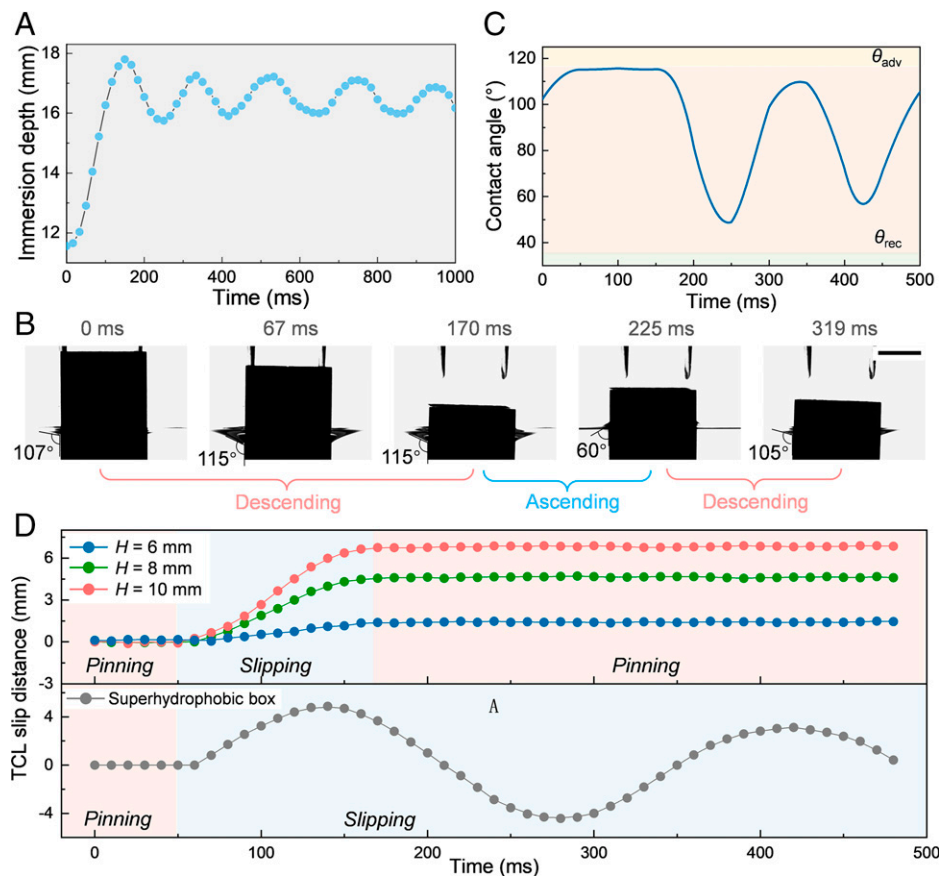 A
Immersion depth (mm)
18
16
14
12
0 200 400 600 800 1000
Time (ms)
C
Contact angle (°)
120
100
80
60
40
θadv
θrec
0 100 200 300 400 500
Time (ms)
B
0 ms 67 ms 170 ms 225 ms 319 ms
107° 115° 115° 60° 105°
Descending Ascending Descending
D
TCL slip distance (mm)
6
3
0
-3
H = 6 mm
H = 8 mm
H = 10 mm
Pinning Slipping Pinning
Superhydrophobic box
A
4
0
-4
Pinning Slipping
0 100 200 300 400 500
Time (ms)